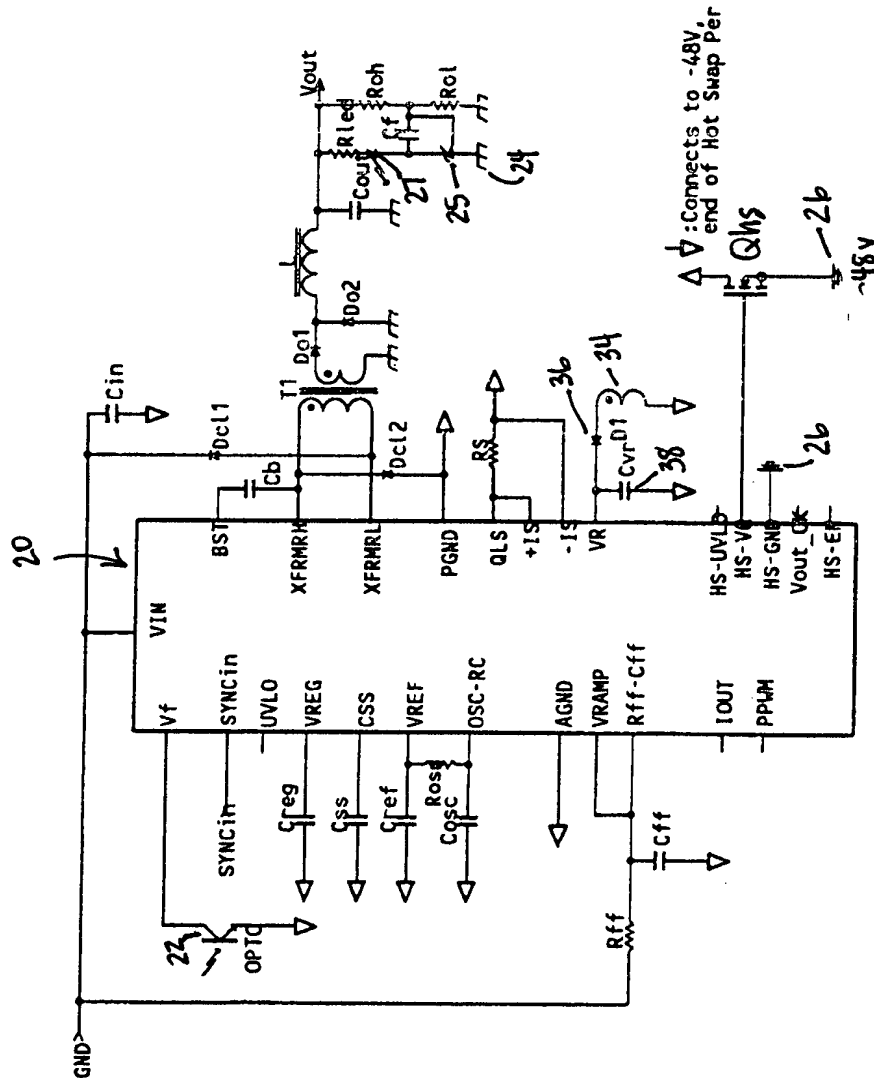 20
GND
Cin
Dcl1
Cb
Dcl2
T1
Do1
Do2
L
Cout
Rled
Vout
Roh
Cf
Rol
27
25
24
VIN
Vf
SYNCin
SYNCin
UVLO
VREG
CSS
VREF
OSC-RC
AGND
VRAMP
Rff-Cff
IOUT
PPWM
BST
XFRMRH
XFRMRL
PGND
QLS
+IS
-IS
VR
HS-UVLO
HS-VG
HS-GND
Vout_OK
HS-EN
22
OPTO
Creg
Css
Cref
Rosc
Cosc
Rff
Cff
RS
36
D1
34
Cvr
38
26
Qhs
26
-48V
:Connects to -48V,
end of Hot Swap Per